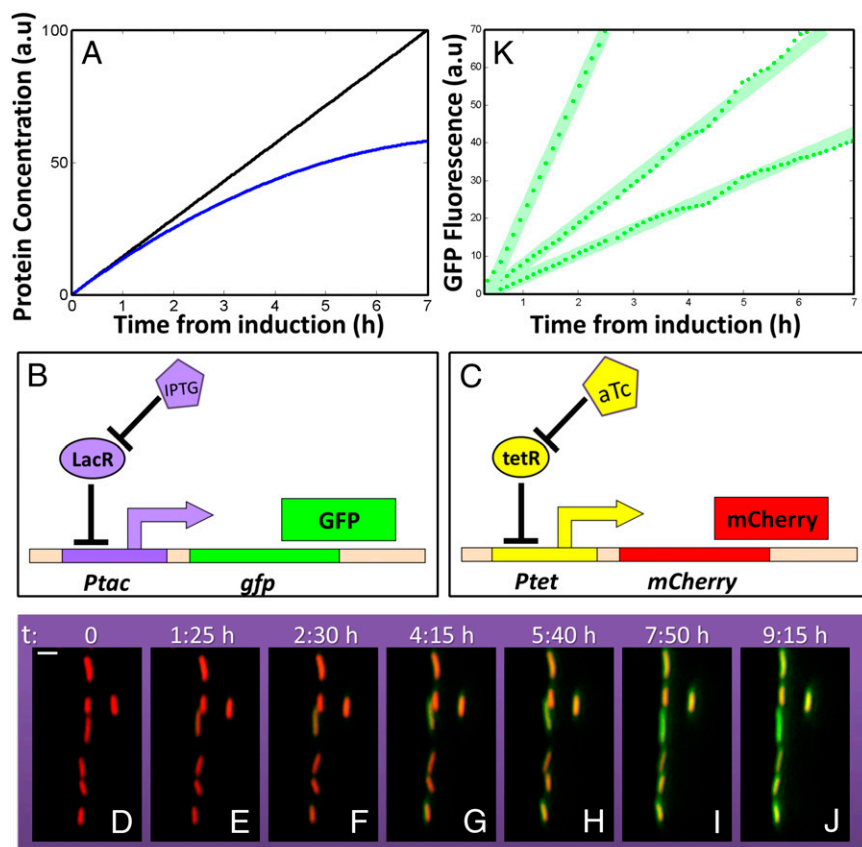 A
Protein Concentration (a.u)
100
50
0
0 1 2 3 4 5 6 7
Time from induction (h)
K
GFP Fluorescence (a.u)
70
60
50
40
30
20
10
0
1 2 3 4 5 6 7
Time from induction (h)
B
IPTG
LacR
GFP
Ptac gfp
C
aTc
tetR
mCherry
Ptet mCherry
t: 0 1:25 h 2:30 h 4:15 h 5:40 h 7:50 h 9:15 h
D E F G H I J